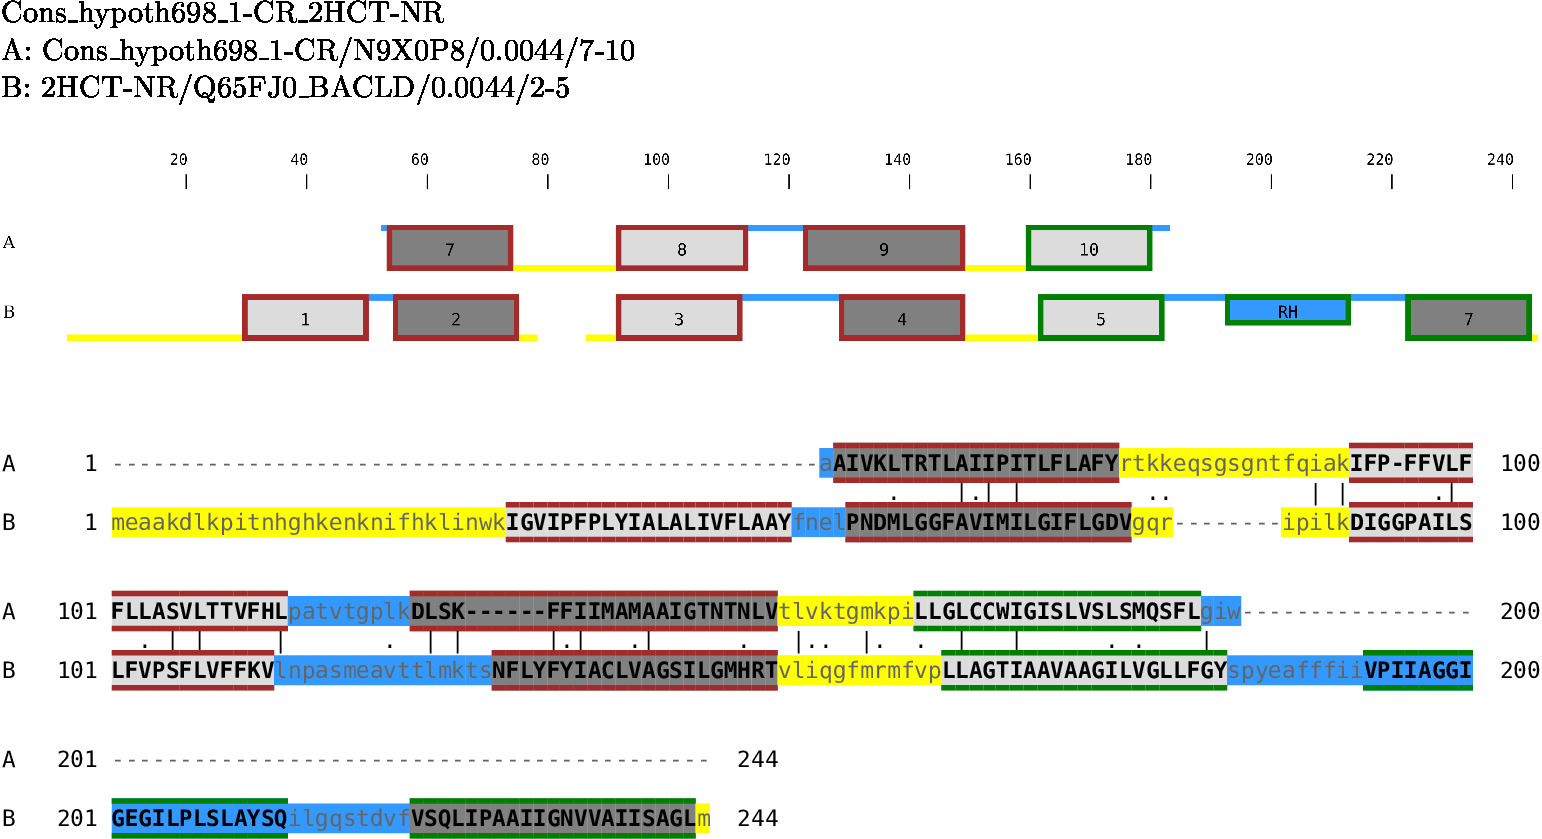 Cons_hypoth698_1-CR_2HCT-NR
A: Cons_hypoth698_1-CR/N9X0P8/0.0044/7-10
B: 2HCT-NR/Q65FJ0_BACLD/0.0044/2-5
20 40 60 80 100 120 140 160 180 200 220 240
A 7 8 9 10
B 1 2 3 4 5 RH 7
A 1 ----------------------------------------------------aAIVKLTRTLAIIPITLFLAFYrtkkeqsgsgntfqiakIFP-FFVLF 100
B 1 meaakdlkpitnhghkenknifhklinwkIGVIPFPLYIALALIVFLAAYfnelPNDMLGGFAVIMILGIFLGDVgqr--------ipilkDIGGPAILS 100
A 101 FLLASVLTTVFHLpatvtgplkDLSK------FFIIMAMAAIGTNTNLVtlvktgmkpiLLGLCCWIGISLVSLSMQSFLgiw----------------- 200
B 101 LFVPSFLVFFKVlnpasmeavttlmktsNFLYFYIACLVAGSILGMHRTvliqgfmrmfvpLLAGTIAAVAAGILVGLLFGYspyeafffiiVPIIAGGI 200
A 201 -------------------------------------------- 244
B 201 GEGILPLSLAYSQilgqstdvfVSQLIPAAIIGNVVAIISAGLm 244